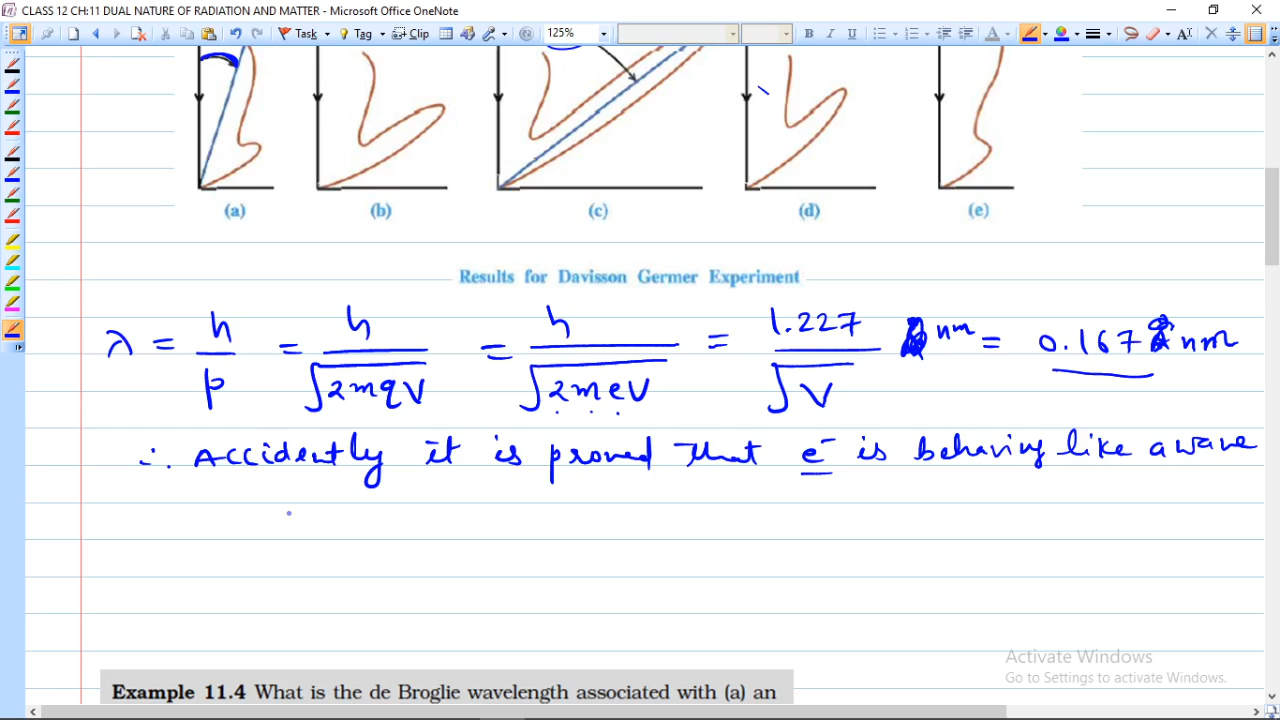 CLASS 12 CH:11 DUAL NATURE OF RADIATION AND MATTER - Microsoft Office OneNote
Task Tag Clip 125% B I U
(a) (b) (c) (d) (e)
Results for Davisson Germer Experiment
λ = h/p = h/√2mqV = h/√2meV = 1.227/√V nm = 0.167 nm
∴ Accidently it is proved that e⁻ is behaving like a wave
Example 11.4 What is the de Broglie wavelength associated with (a) an
Activate Windows
Go to Settings to activate Windows.